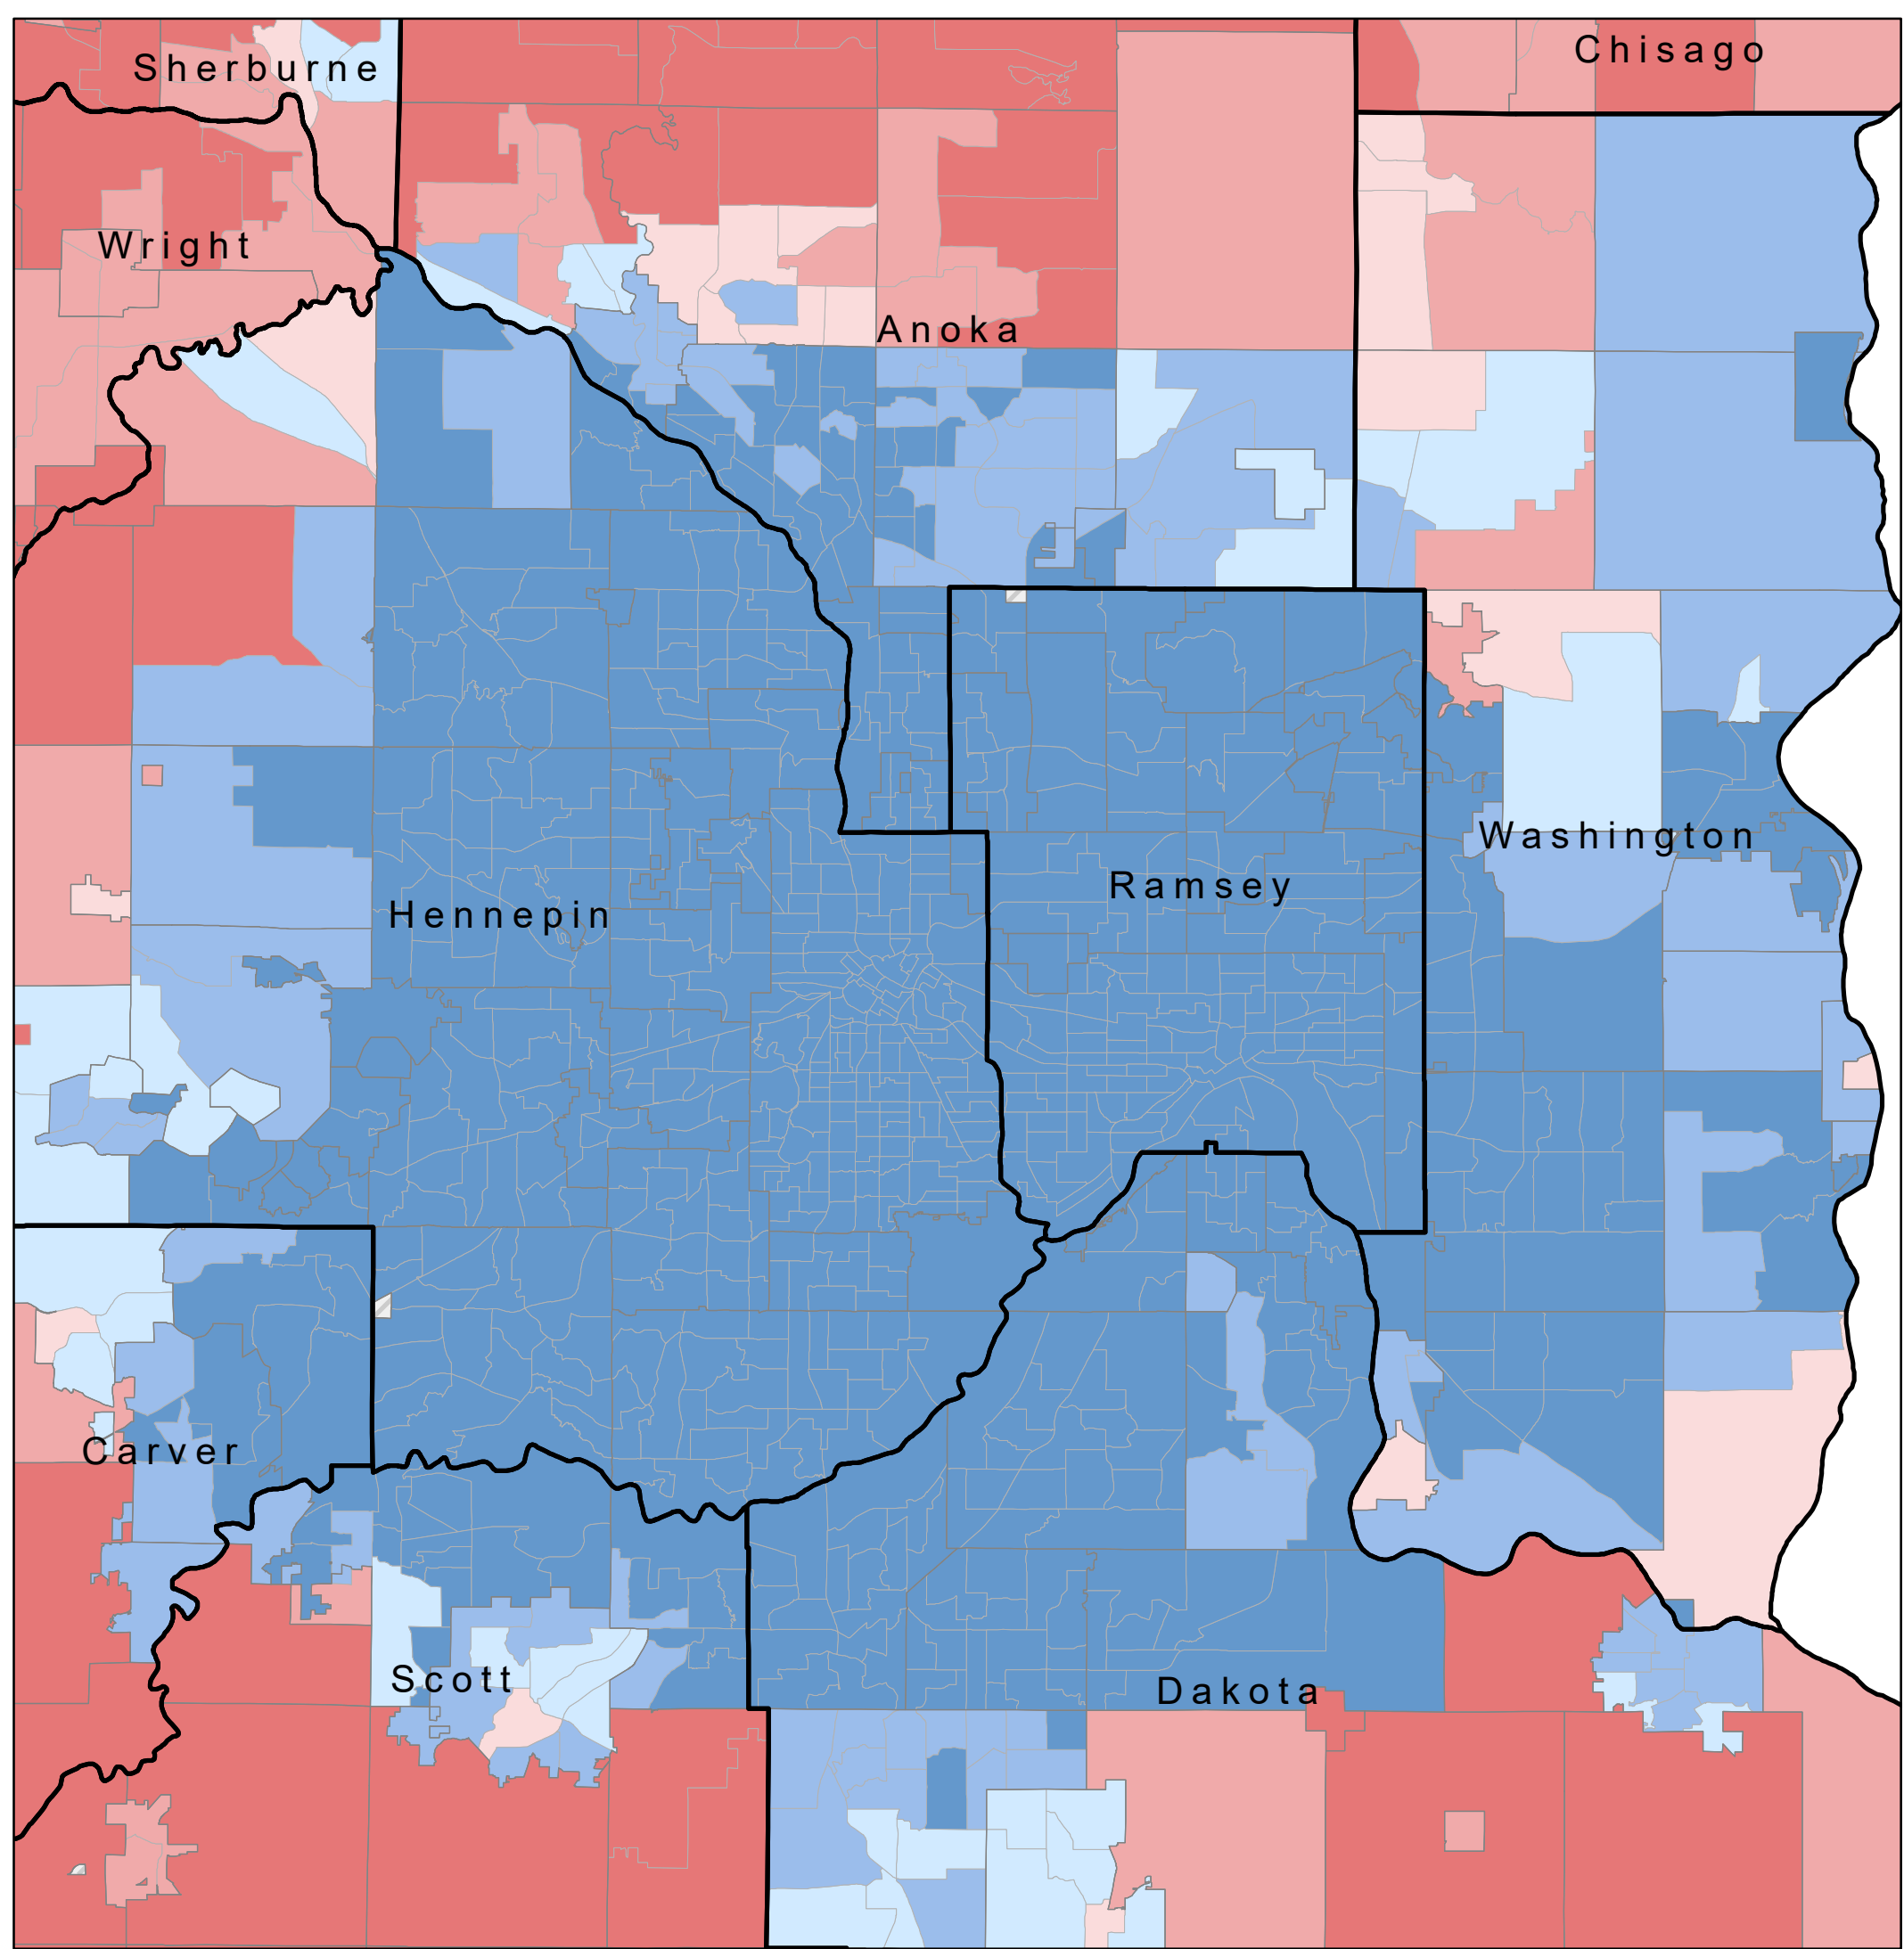 Chisago
Sherburne
Wright
Anoka
Washington
Ramsey
Hennepin
Carver
Scott
Dakota